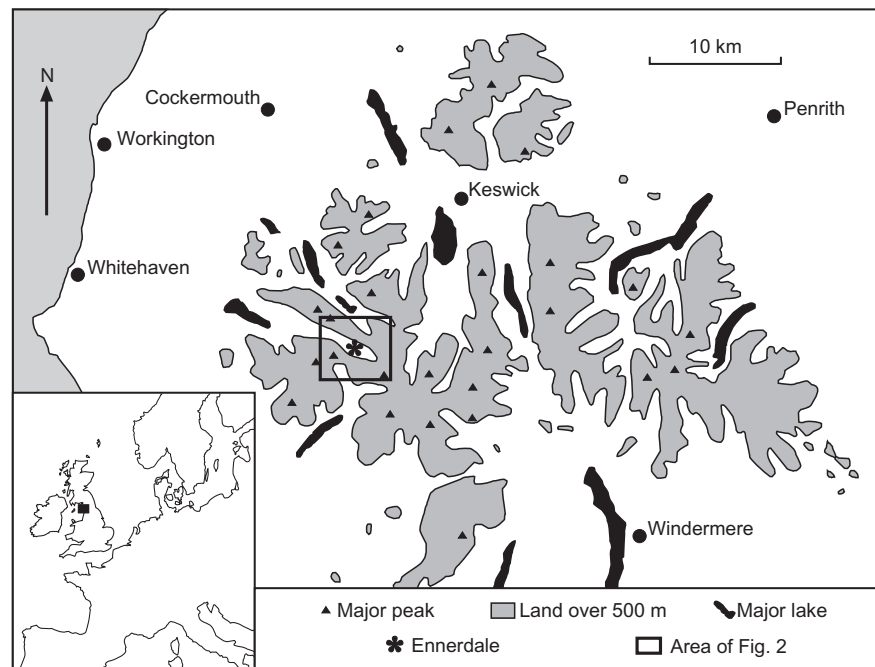 10 km
N
Cockermouth
Penrith
Workington
Keswick
Whitehaven
Windermere
Major peak
Land over 500 m
Major lake
Ennerdale
Area of Fig. 2